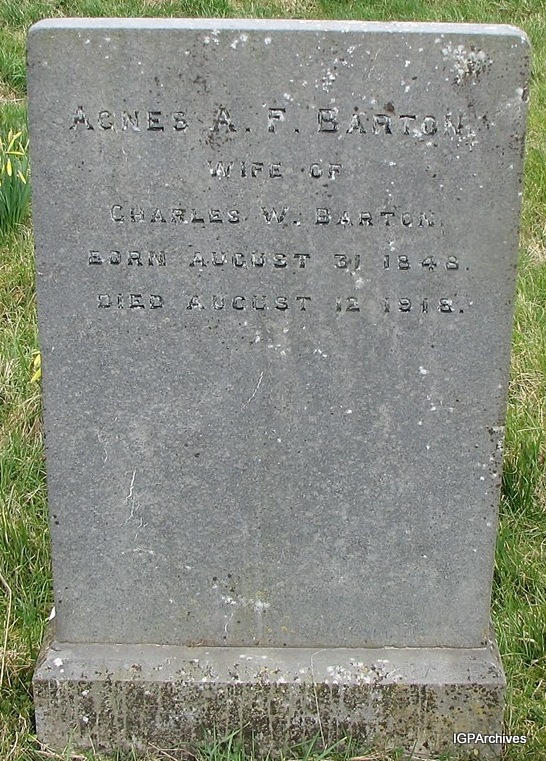 AGNES A. F. BARTON,
WIFE OF
CHARLES W. BARTON,
BORN AUGUST 31 1848.
DIED AUGUST 12 1918.
IGPArchives